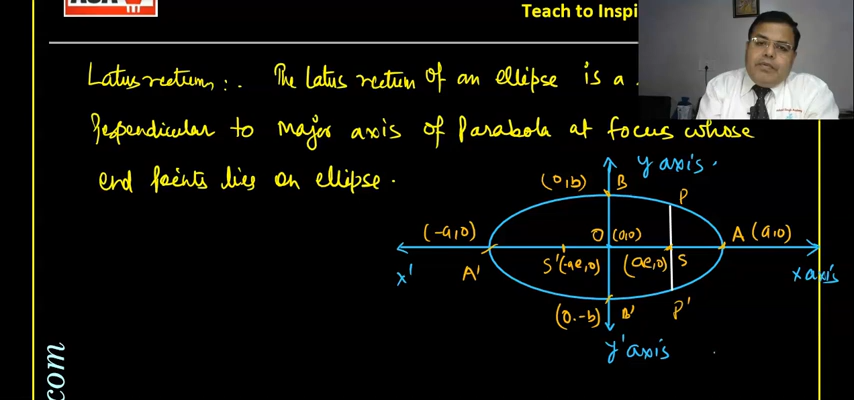 Teach to Inspi
Latus rectum:. The latus rectum of an ellipse is a
Perpendicular to major axis of Parabola at focus whose
end points lies on ellipse.
y axis
(0,b) B P
(-a,0) O (0,0) A (a,0)
x' A' S' (-ae,0) (ae,0) S x axis
(0.-b) B' P'
y' axis
com